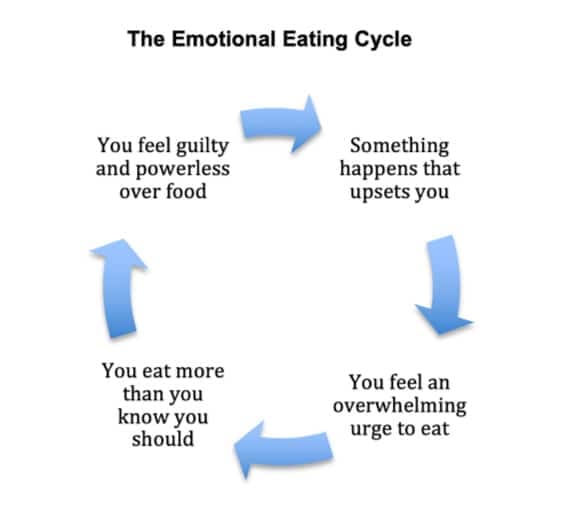 The Emotional Eating Cycle
You feel guilty
and powerless
over food
Something
happens that
upsets you
You eat more
than you
know you
should
You feel an
overwhelming
urge to eat